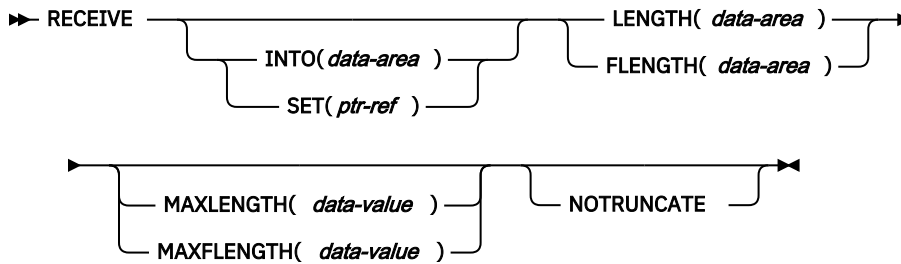 RECEIVE LENGTH( data-area )
INTO( data-area ) FLENGTH( data-area )
SET( ptr-ref )
MAXLENGTH( data-value ) NOTRUNCATE
MAXFLENGTH( data-value )